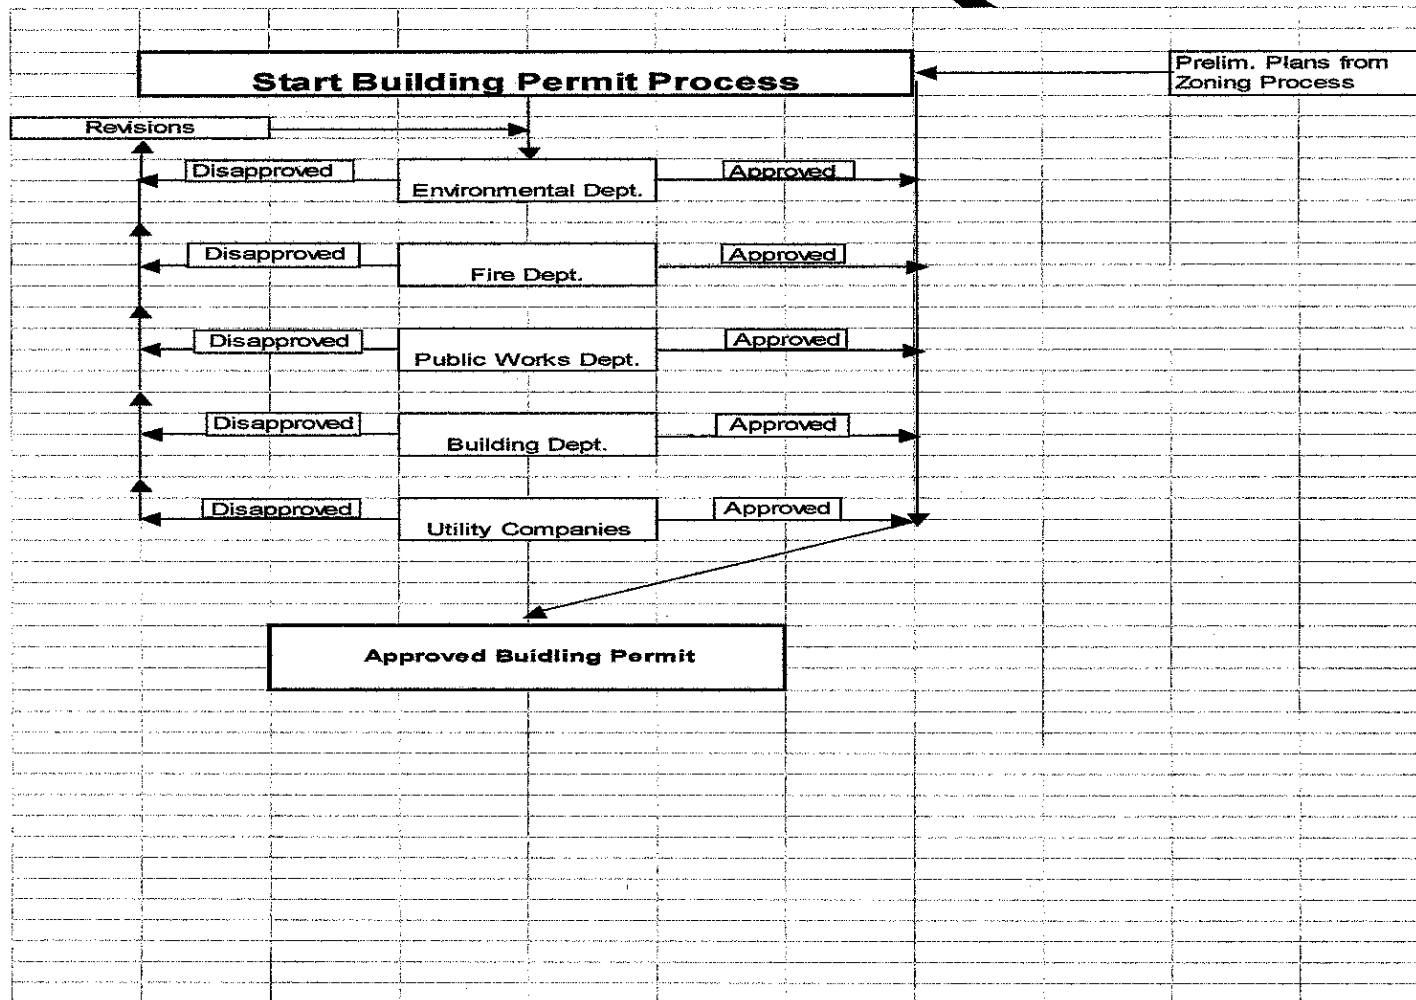 Start Building Permit Process
Prelim. Plans from
Zoning Process
Revisions
Disapproved
Environmental Dept.
Approved
Disapproved
Fire Dept.
Approved
Disapproved
Public Works Dept.
Approved
Disapproved
Building Dept.
Approved
Disapproved
Utility Companies
Approved
Approved Buidling Permit